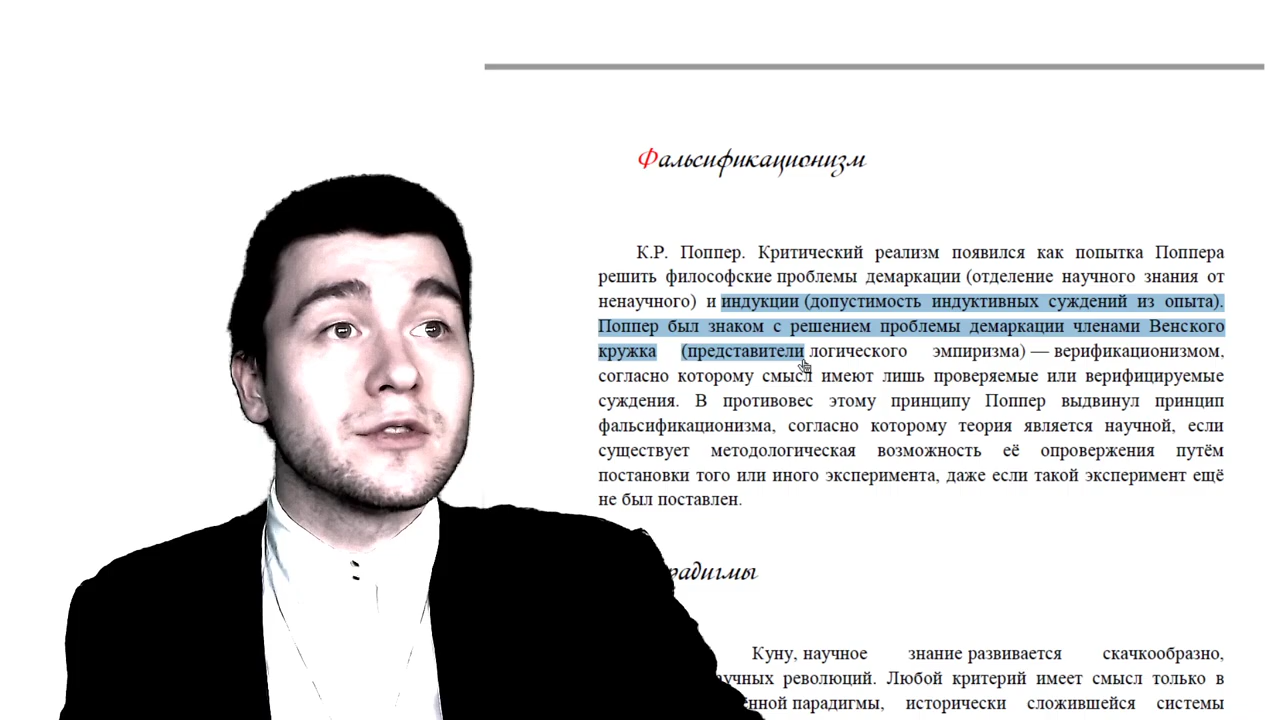 Фальсификационизм
К.Р. Поппер. Критический реализм появился как попытка Поппера
решить философские проблемы демаркации (отделение научного знания от
ненаучного) и индукции (допустимость индуктивных суждений из опыта).
Поппер был знаком с решением проблемы демаркации членами Венского
кружка (представители логического эмпиризма) — верификационизмом,
согласно которому смысл имеют лишь проверяемые или верифицируемые
суждения. В противовес этому принципу Поппер выдвинул принцип
фальсификационизма, согласно которому теория является научной, если
существует методологическая возможность её опровержения путём
постановки того или иного эксперимента, даже если такой эксперимент ещё
не был поставлен.
Куну, научное знание развивается скачкообразно,
революций. Любой критерий имеет смысл только в
парадигмы, исторически сложившейся системы